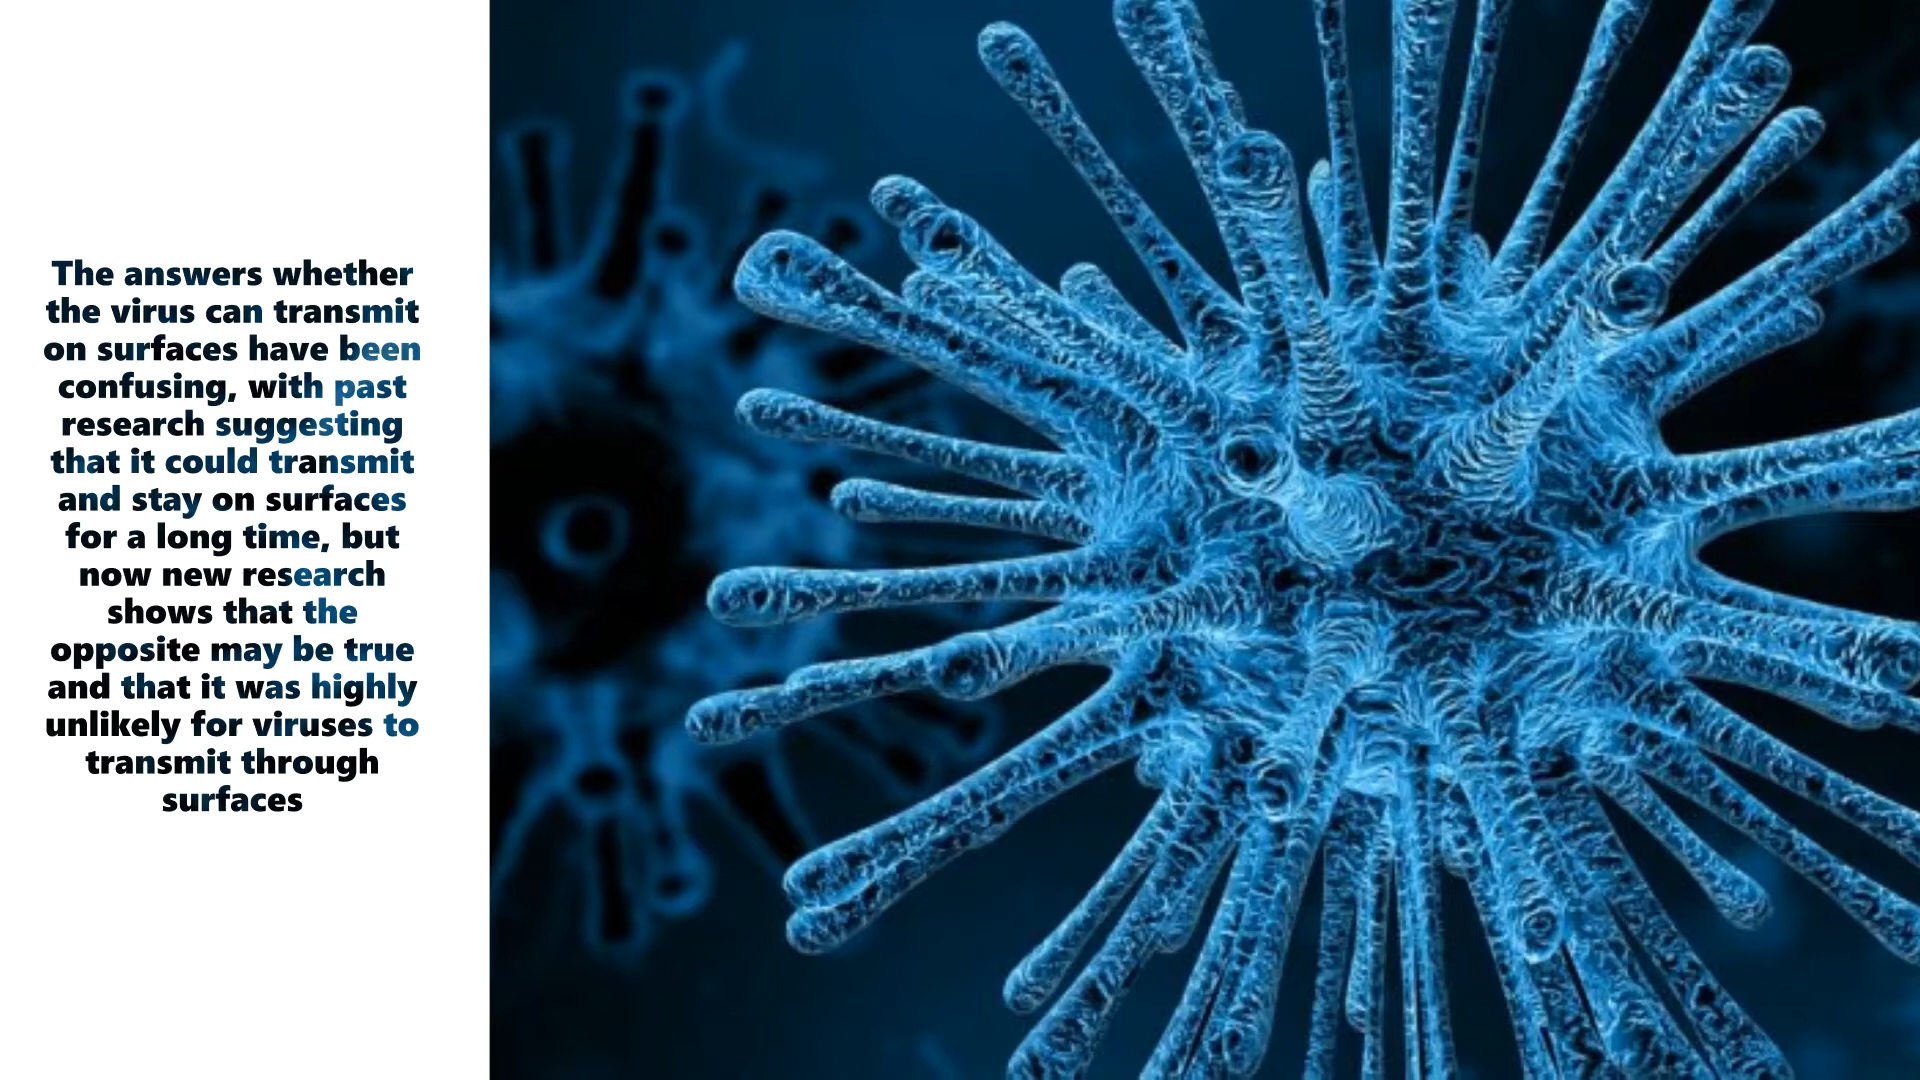 The answers whether
the virus can transmit
on surfaces have been
confusing, with past
research suggesting
that it could transmit
and stay on surfaces
for a long time, but
now new research
shows that the
opposite may be true
and that it was highly
unlikely for viruses to
transmit through
surfaces